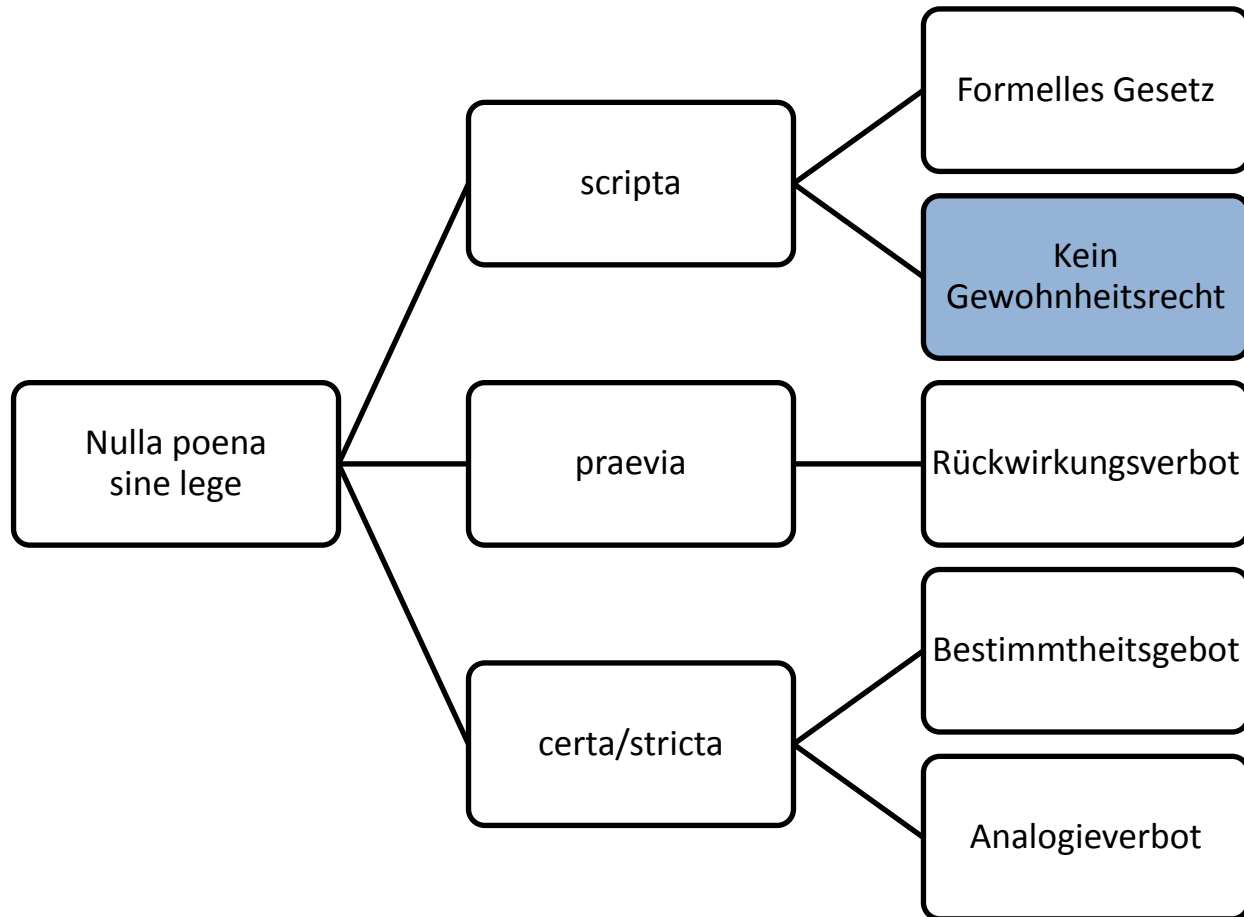 Nulla poena
sine lege
scripta
Formelles Gesetz
Kein
Gewohnheitsrecht
praevia
Rückwirkungsverbot
certa/stricta
Bestimmtheitsgebot
Analogieverbot